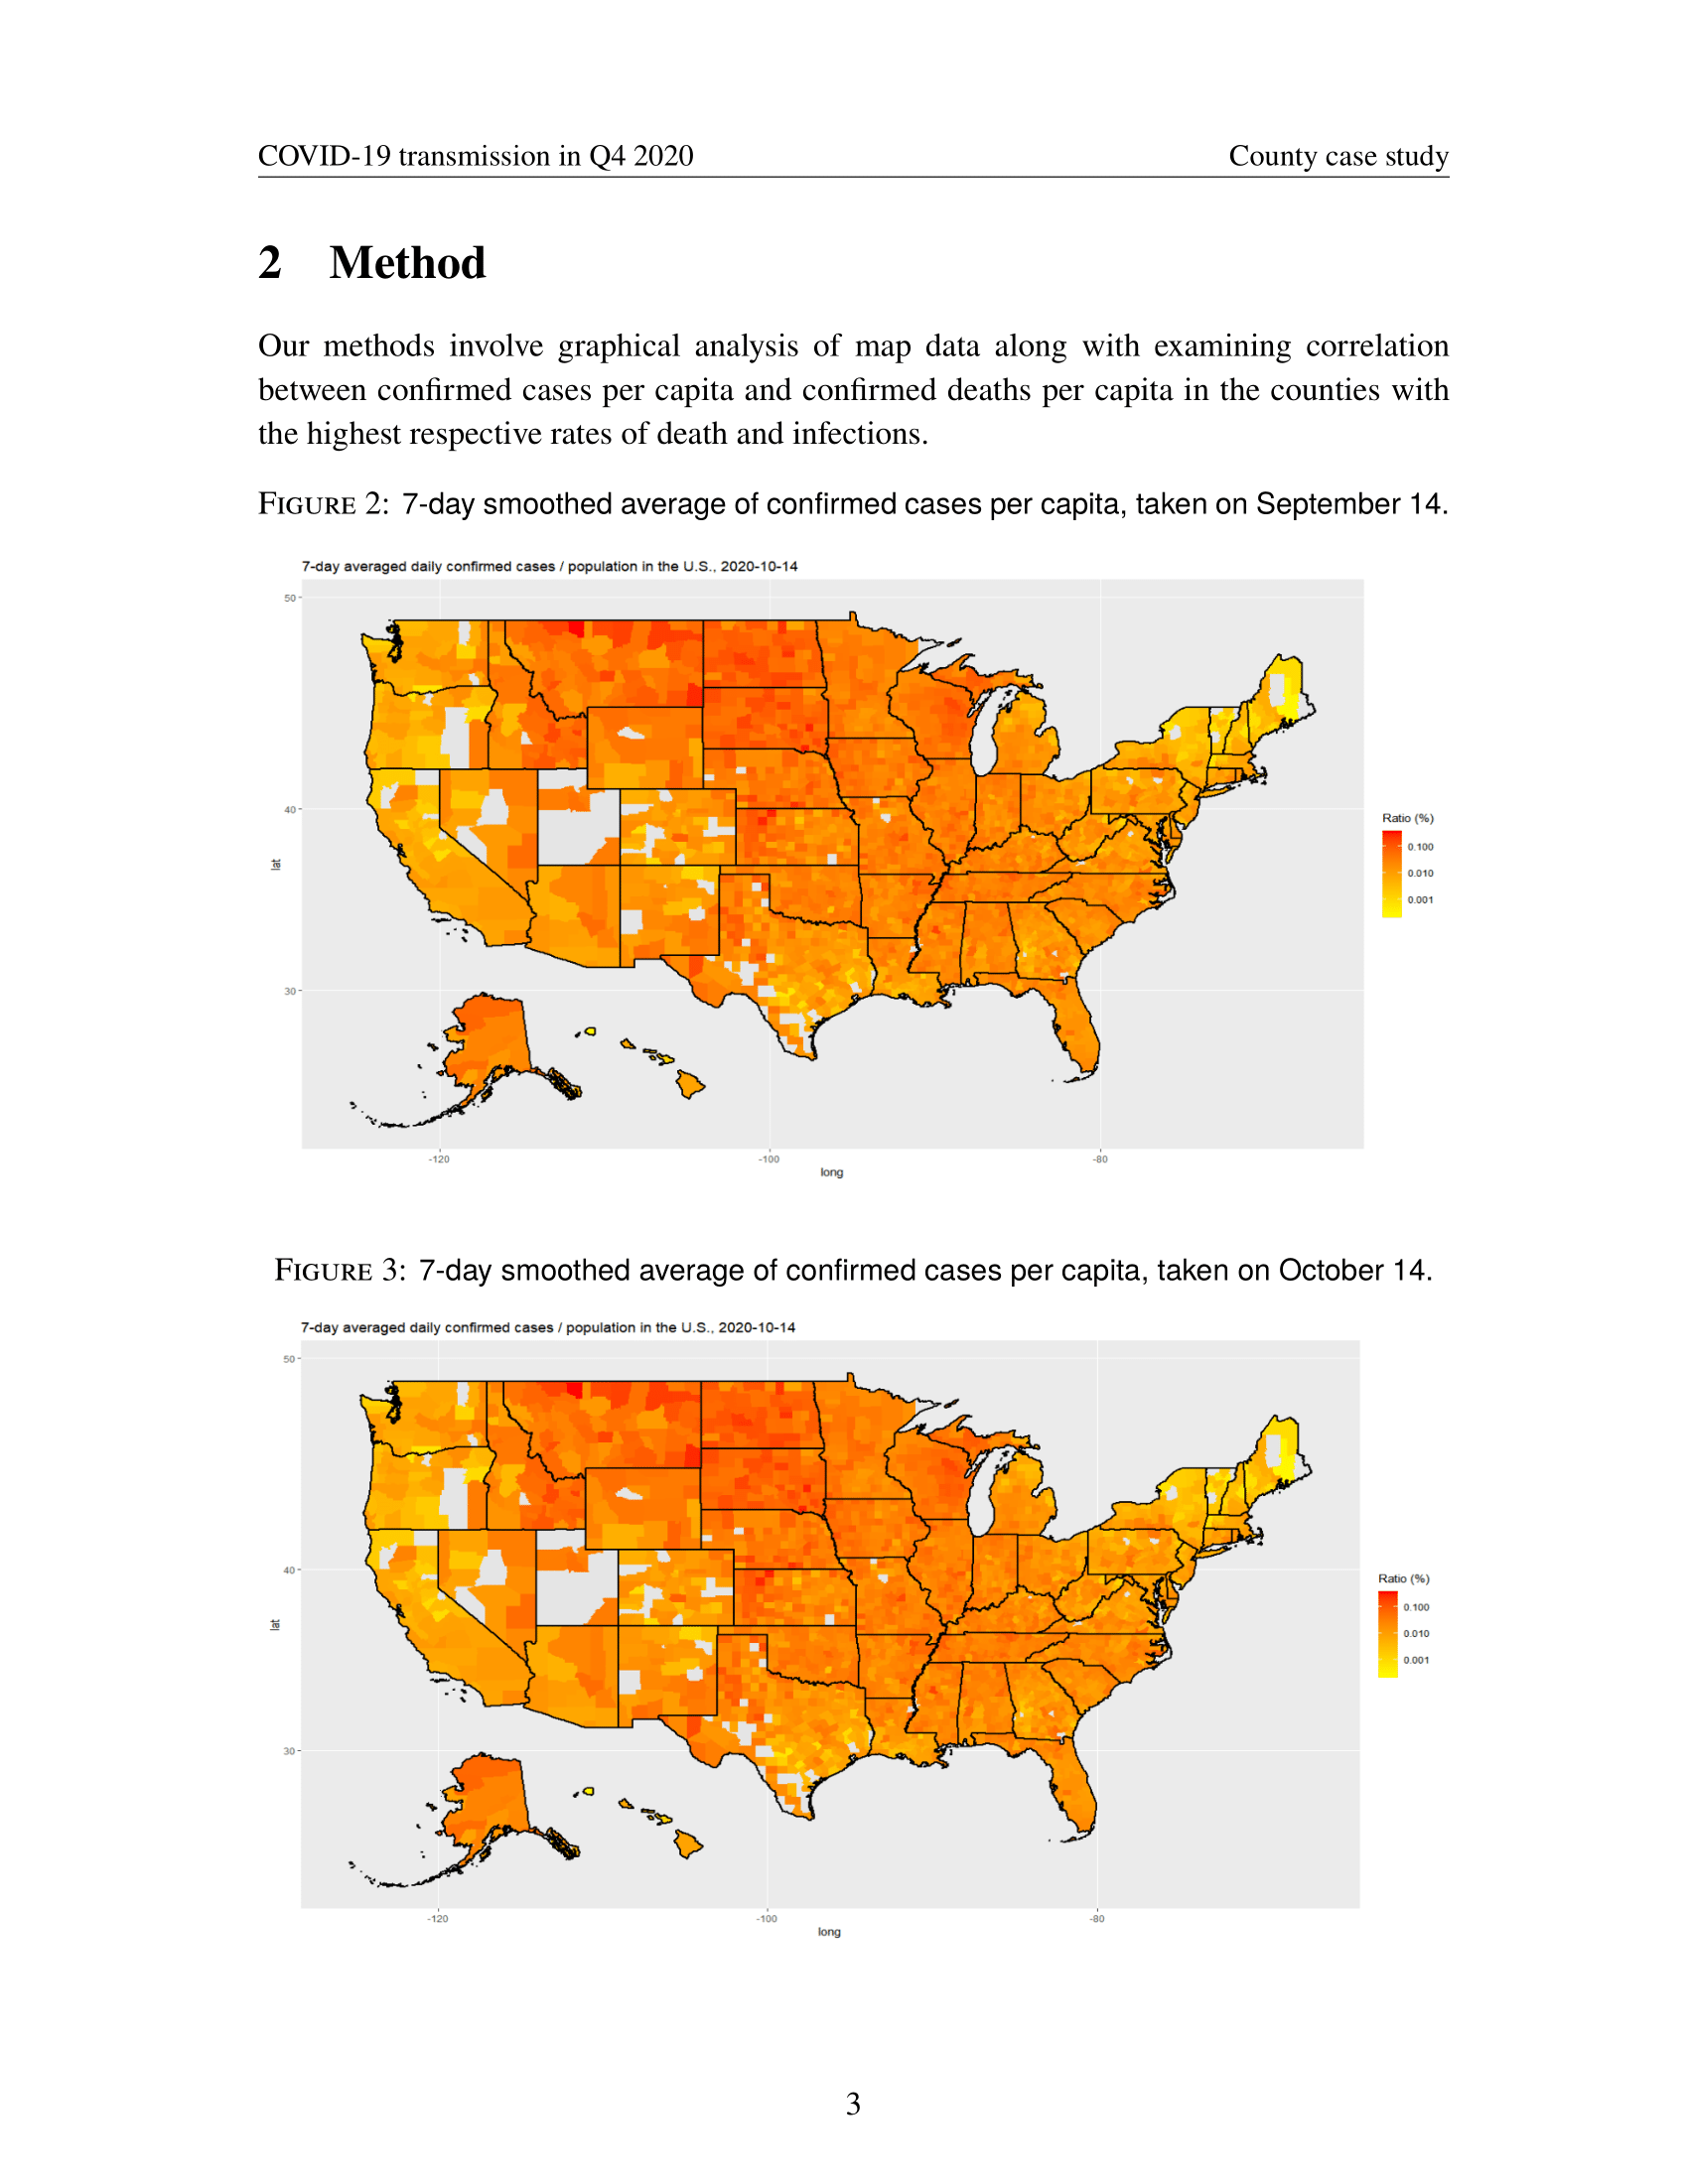 COVID-19 transmission in Q4 2020 County case study
2 Method
Our methods involve graphical analysis of map data along with examining correlation
between confirmed cases per capita and confirmed deaths per capita in the counties with
the highest respective rates of death and infections.
FIGURE 2: 7-day smoothed average of confirmed cases per capita, taken on September 14.
7-day averaged daily confirmed cases / population in the U.S., 2020-10-14
50
40
30
lat
-120 -100 -80
long
Ratio (%)
0.100
0.010
0.001
FIGURE 3: 7-day smoothed average of confirmed cases per capita, taken on October 14.
7-day averaged daily confirmed cases / population in the U.S., 2020-10-14
50
40
30
lat
-120 -100 -80
long
Ratio (%)
0.100
0.010
0.001
3